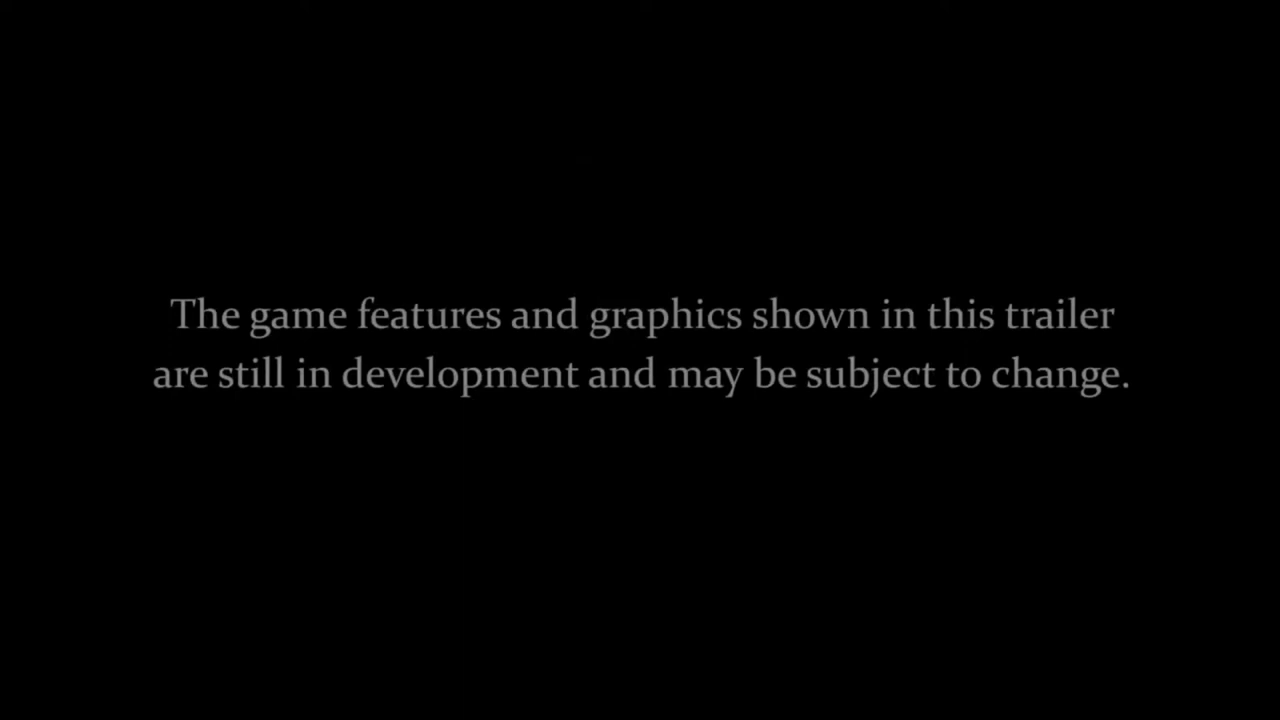 The game features and graphics shown in this trailer
are still in development and may be subject to change.